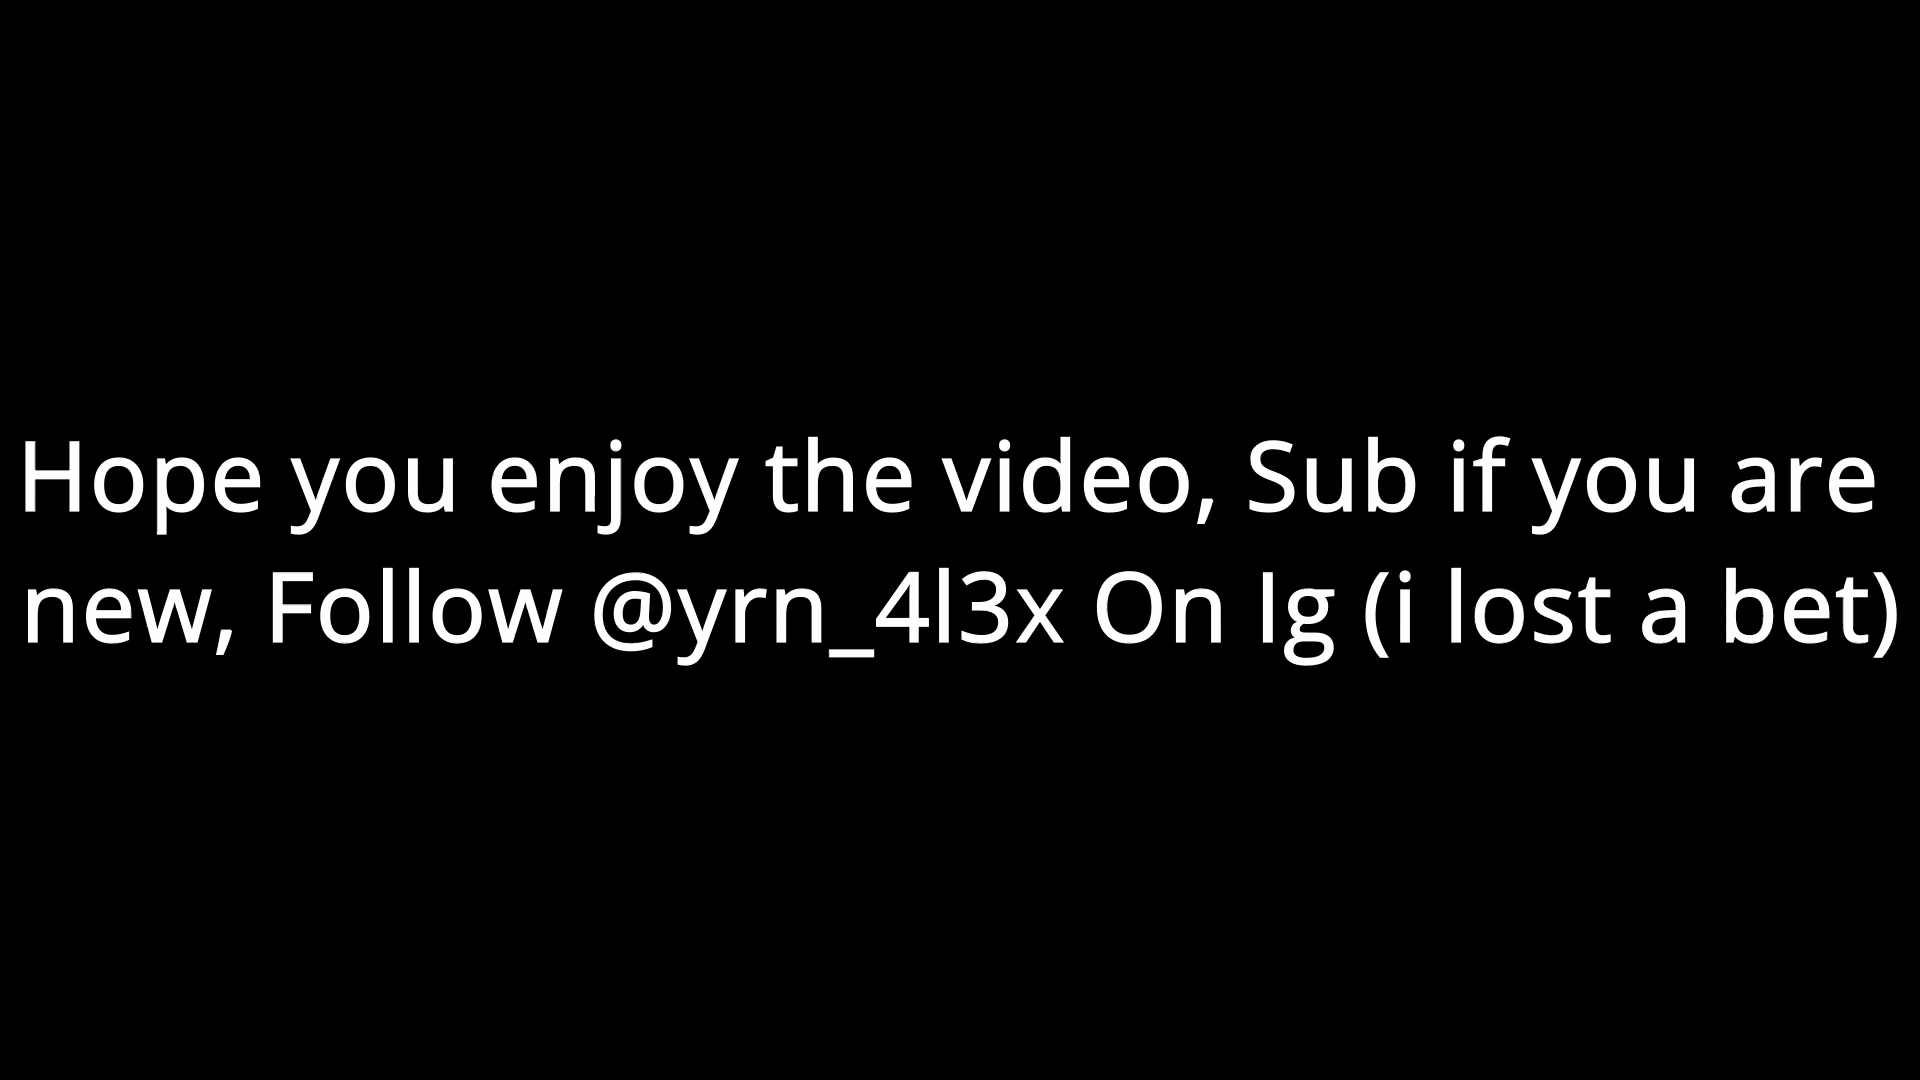 Hope you enjoy the video, Sub if you are
new, Follow @yrn_4l3x On Ig (i lost a bet)